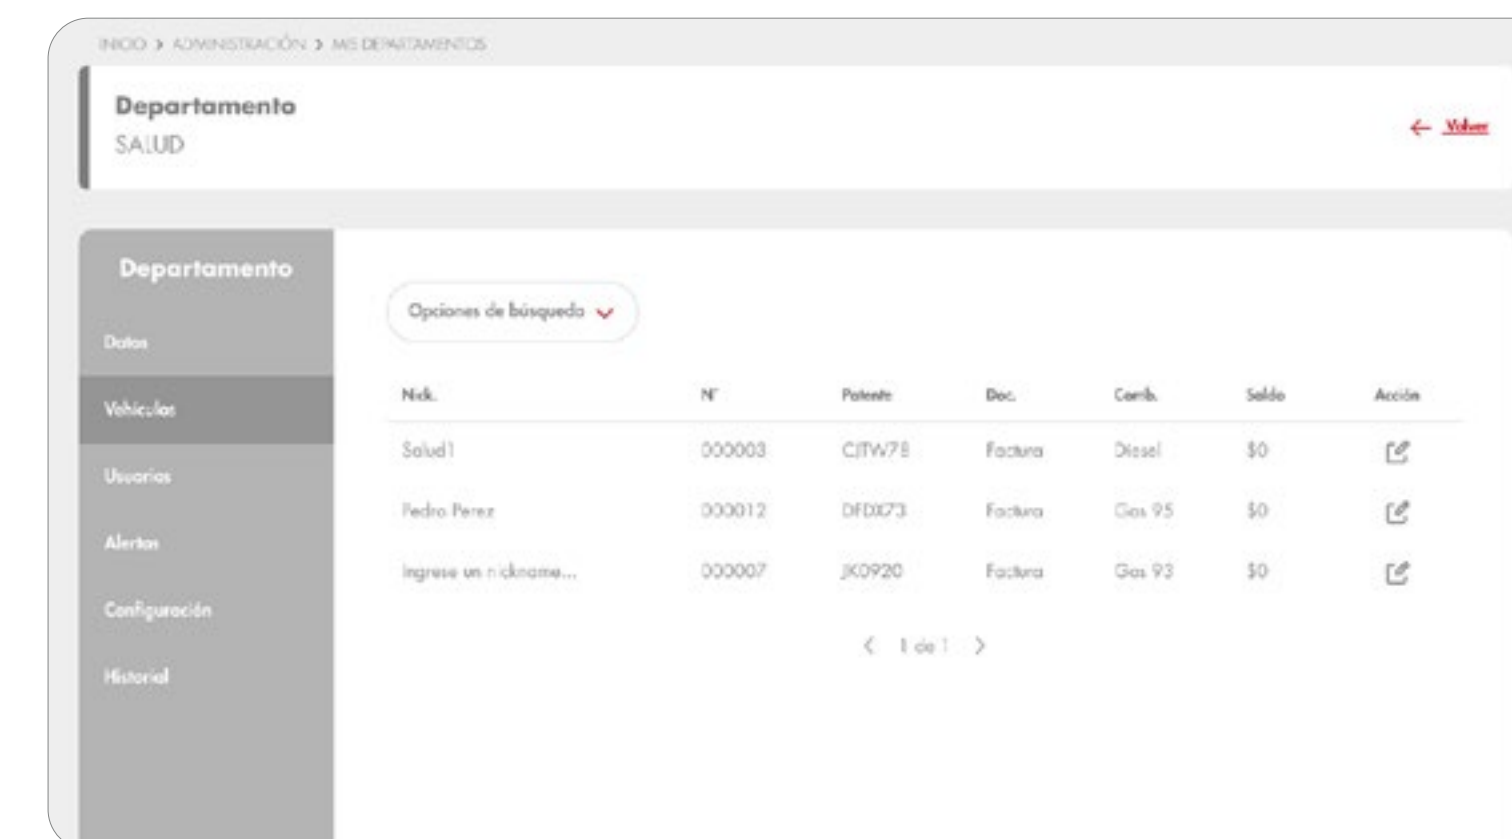 INICIO > ADMINISTRACIÓN > MIS DEPARTAMENTOS
Departamento
SALUD
← Volver
Departamento
Datos
Vehículos
Usuarios
Alertas
Configuración
Historial
Opciones de búsqueda
Nick. N° Patente Doc. Comb. Saldo Acción
Salud1 000003 CJTW78 Factura Diesel $0
Pedro Perez 000012 DFDX73 Factura Gas 95 $0
Ingrese un nickname... 000007 JK0920 Factura Gas 93 $0
< 1 de 1 >